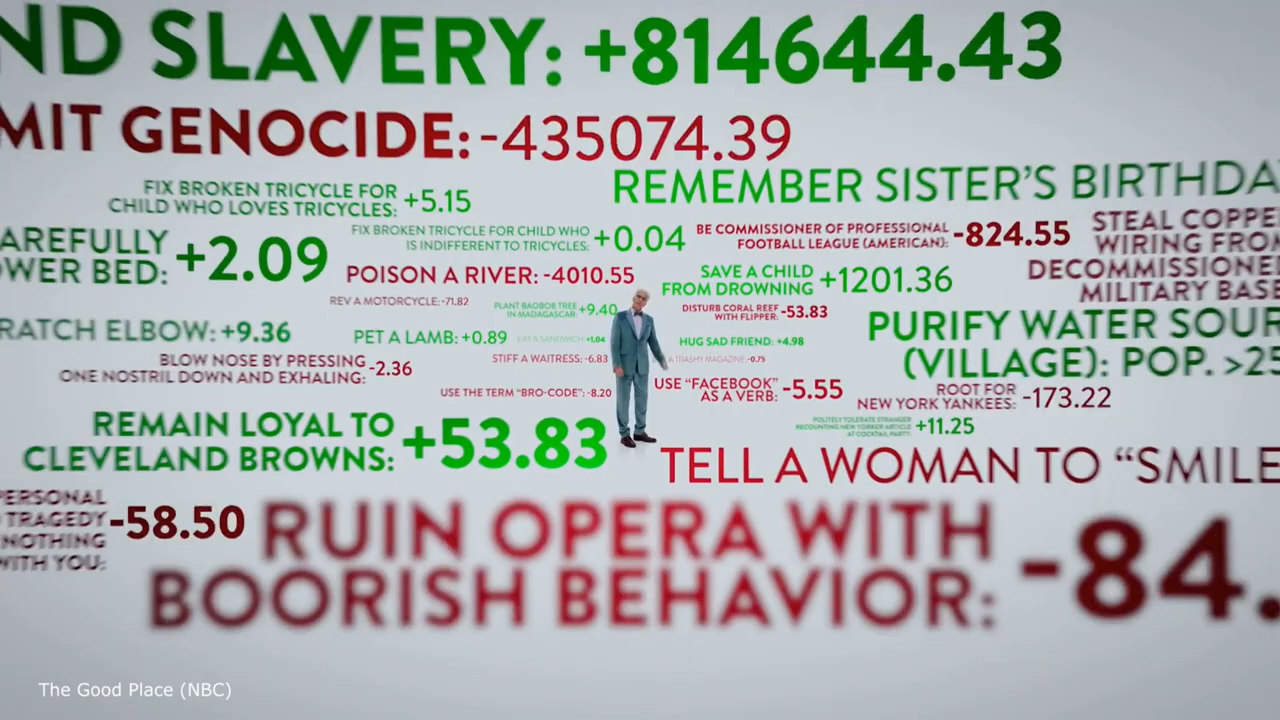 ND SLAVERY: +814644.43
MIT GENOCIDE: -435074.39
FIX BROKEN TRICYCLE FOR
CHILD WHO LOVES TRICYCLES: +5.15
REMEMBER SISTER'S BIRTHDA
AREFULLY
OWER BED: +2.09
FIX BROKEN TRICYCLE FOR CHILD WHO
IS INDIFFERENT TO TRICYCLES: +0.04
BE COMMISSIONER OF PROFESSIONAL
FOOTBALL LEAGUE (AMERICAN): -824.55
STEAL COPPE
WIRING FROM
DECOMMISSIONED
MILITARY BASE
POISON A RIVER: -4010.55
SAVE A CHILD
FROM DROWNING +1201.36
REV A MOTORCYCLE: -71.82
PLANT BAOBOB TREE
IN MADAGASCAR: +9.40
DISTURB CORAL REEF
WITH FLIPPER: -53.83
RATCH ELBOW: +9.36
PET A LAMB: +0.89
EAT A SANDWICH: +1.04
HUG SAD FRIEND: +4.98
PURIFY WATER SOUR
(VILLAGE): POP. >25
BLOW NOSE BY PRESSING
ONE NOSTRIL DOWN AND EXHALING: -2.36
STIFF A WAITRESS: -6.83
A TRASHY MAGAZINE: -0.75
USE THE TERM "BRO-CODE": -8.20
USE "FACEBOOK"
AS A VERB: -5.55
ROOT FOR
NEW YORK YANKEES: -173.22
REMAIN LOYAL TO
CLEVELAND BROWNS: +53.83
POLITELY TOLERATE STRANGER
RECOUNTING NEW YORKER ARTICLE
AT COCKTAIL PARTY: +11.25
TELL A WOMAN TO "SMILE
PERSONAL
TRAGEDY
NOTHING
WITH YOU: -58.50
RUIN OPERA WITH
BOORISH BEHAVIOR: -84.
The Good Place (NBC)